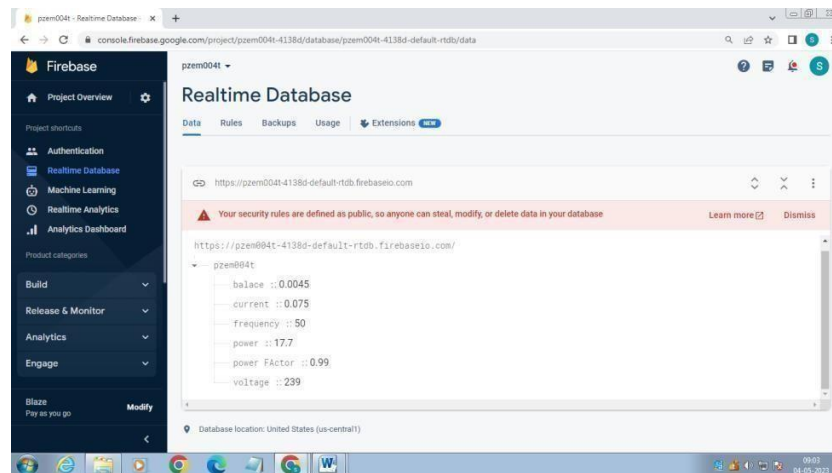 pzem004t - Realtime Database
console.firebase.google.com/project/pzem004t-4138d/database/pzem004t-4138d-default-rtdb/data
Firebase
pzem004t
S
Project Overview
Realtime Database
Data Rules Backups Usage Extensions NEW
Project shortcuts
Authentication
Realtime Database
Machine Learning
Realtime Analytics
Analytics Dashboard
Product categories
Build
Release & Monitor
Analytics
Engage
Blaze
Pay as you go
Modify
https://pzem004t-4138d-default-rtdb.firebaseio.com
Your security rules are defined as public, so anyone can steal, modify, or delete data in your database
Learn more Dismiss
https://pzem004t-4138d-default-rtdb.firebaseio.com/
pzem004t
balace : 0.0045
current : 0.075
frequency : 50
power : 17.7
power FActor : 0.99
voltage : 239
Database location: United States (us-central1)
09:03
04-05-2023